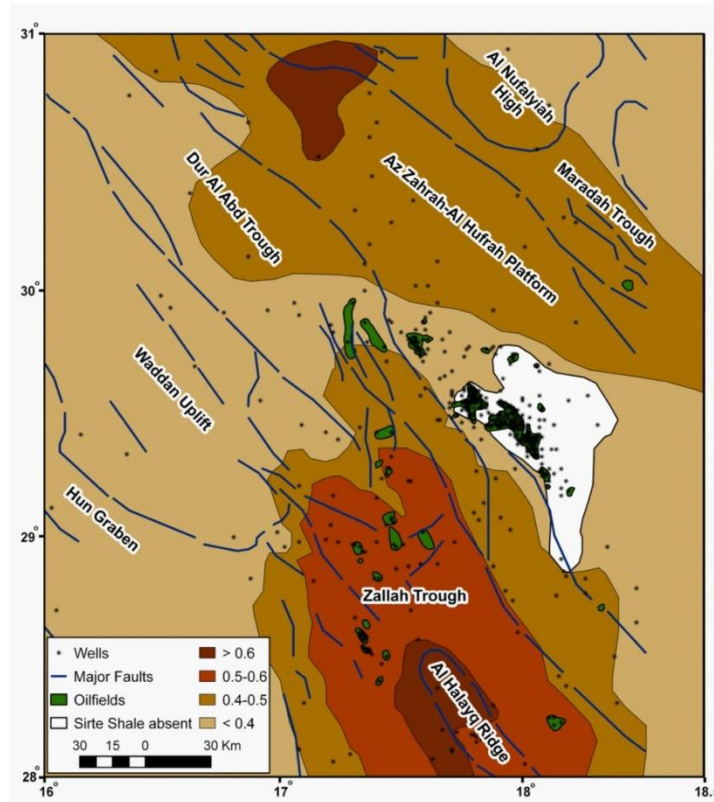 31°
30°
29°
28°
16°
17°
18°
18.
Al Nufalyiah
High
Maradah Trough
Az Zahrah-Al Hufrah Platform
Dur Al Abd Trough
Waddan Uplift
Hun Graben
Zallah Trough
Al Halayq Ridge
Wells
Major Faults
Oilfields
Sirte Shale absent
> 0.6
0.5-0.6
0.4-0.5
< 0.4
30 15 0 30 Km